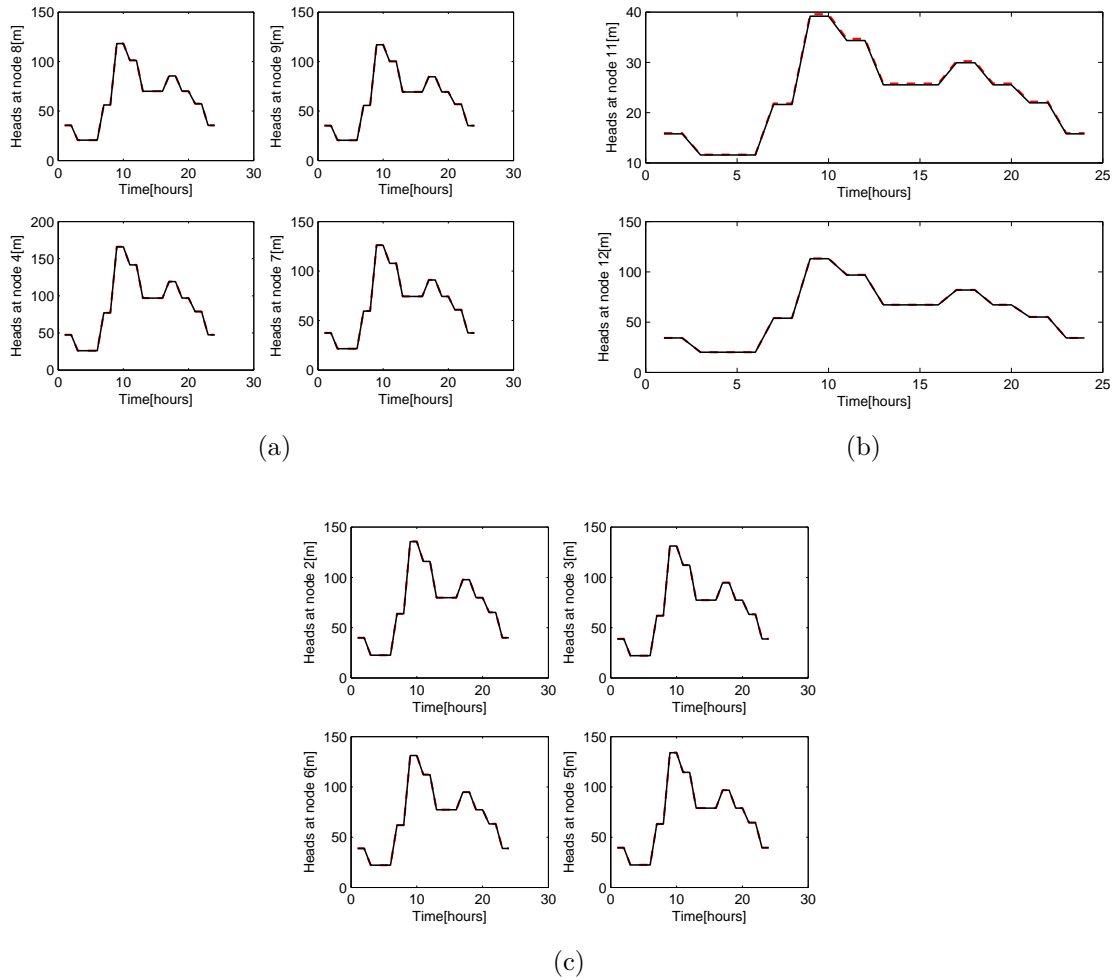 Heads at node 8[m]
150
100
50
0
0 10 20 30
Time[hours]
Heads at node 9[m]
150
100
50
0
0 10 20 30
Time[hours]
Heads at node 4[m]
200
150
100
50
0
0 10 20 30
Time[hours]
Heads at node 7[m]
150
100
50
0
0 10 20 30
Time[hours]
(a)
Heads at node 11[m]
40
30
20
10
0 5 10 15 20 25
Time[hours]
Heads at node 12[m]
150
100
50
0
0 5 10 15 20 25
Time[hours]
(b)
Heads at node 2[m]
150
100
50
0
0 10 20 30
Time[hours]
Heads at node 3[m]
150
100
50
0
0 10 20 30
Time[hours]
Heads at node 6[m]
150
100
50
0
0 10 20 30
Time[hours]
Heads at node 5[m]
150
100
50
0
0 10 20 30
Time[hours]
(c)